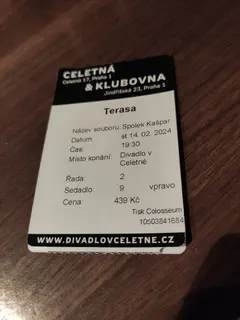 CELETNÁ
Celetná 17, Praha 1
& KLUBOVNA
Jindřišská 23, Praha 1
Terasa
Název souboru: Spolek Kašpar
Datum st 14. 02. 2024
Čas: 19:30
Místo konání: Divadlo v Celetné
Řada: 2
Sedadlo: 9 vpravo
Cena: 439 Kč
Tisk Colosseum
10503841684
WWW.DIVADLOVCELETNE.CZ